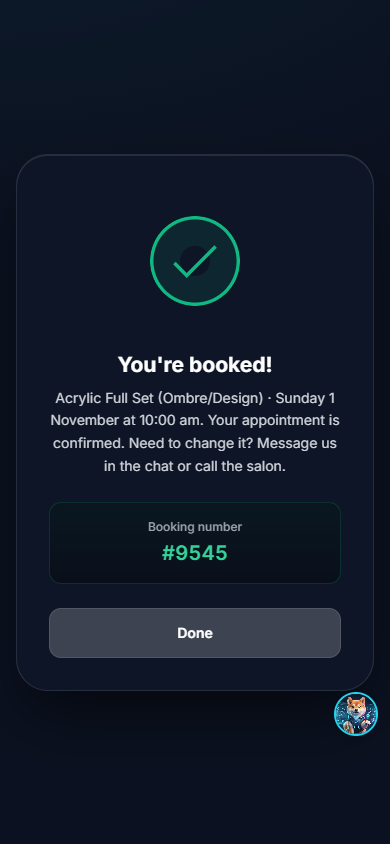 You're booked!
Acrylic Full Set (Ombre/Design) · Sunday 1
November at 10:00 am. Your appointment is
confirmed. Need to change it? Message us
in the chat or call the salon.
Booking number
#9545
Done